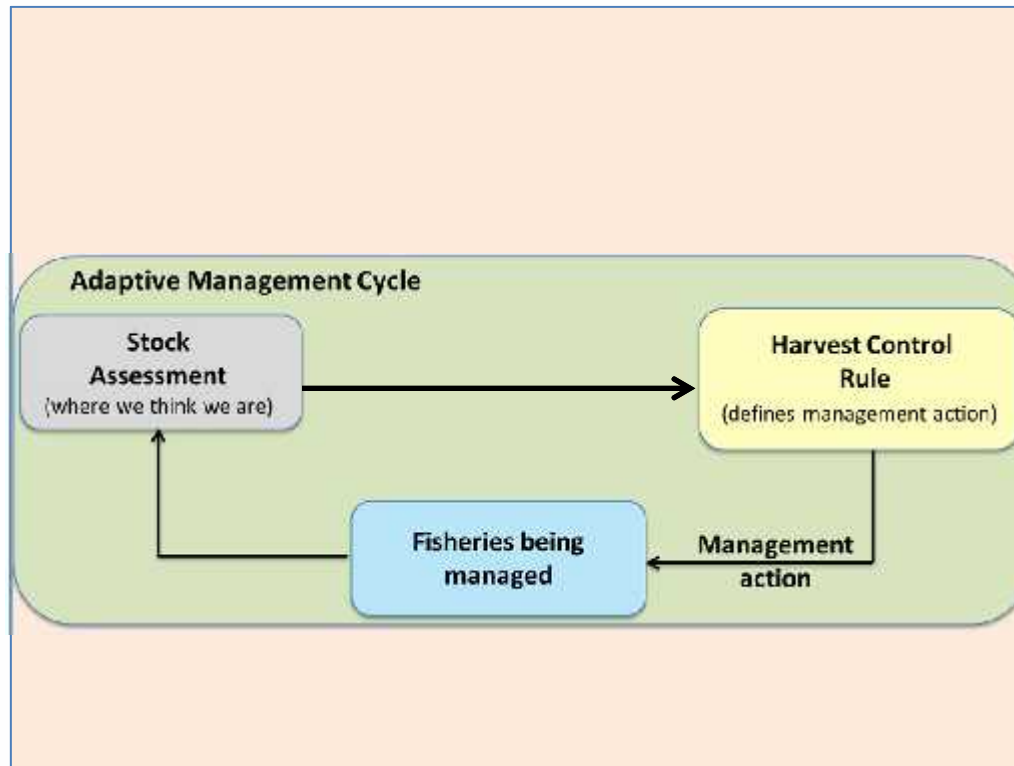 Adaptive Management Cycle
Stock
Assessment
(where we think we are)
Harvest Control
Rule
(defines management action)
Fisheries being
managed
Management
action